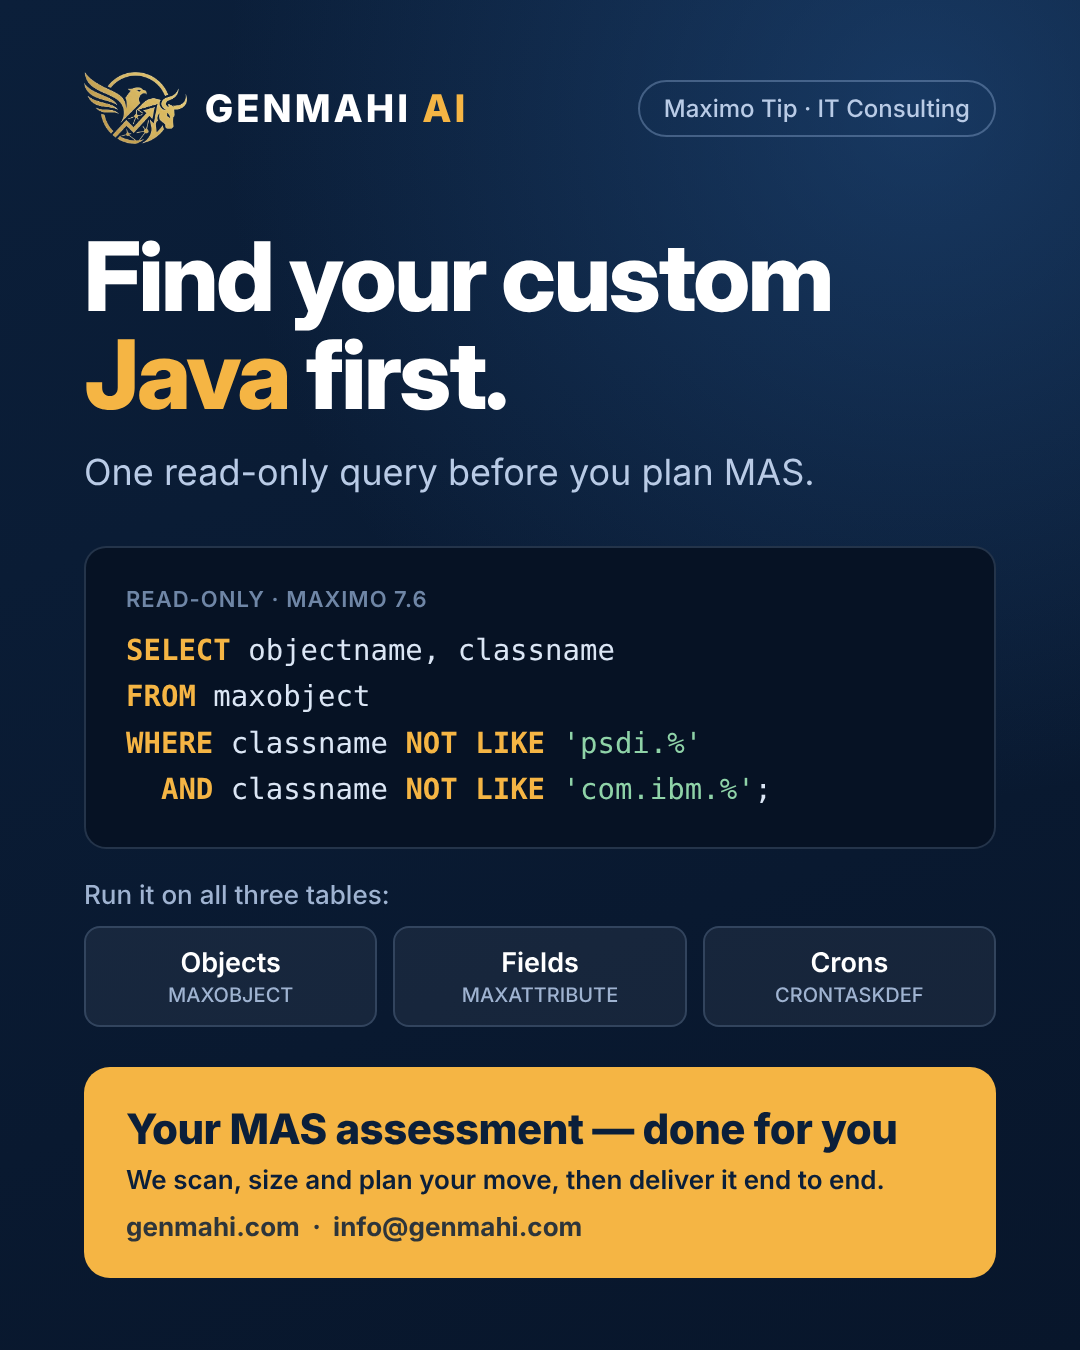 GENMAHI AI
Maximo Tip · IT Consulting
Find your custom
Java first.
One read-only query before you plan MAS.
READ-ONLY · MAXIMO 7.6
SELECT objectname, classname
FROM maxobject
WHERE classname NOT LIKE 'psdi.%'
  AND classname NOT LIKE 'com.ibm.%';
Run it on all three tables:
Objects
MAXOBJECT
Fields
MAXATTRIBUTE
Crons
CRONTASKDEF
Your MAS assessment — done for you
We scan, size and plan your move, then deliver it end to end.
genmahi.com · info@genmahi.com